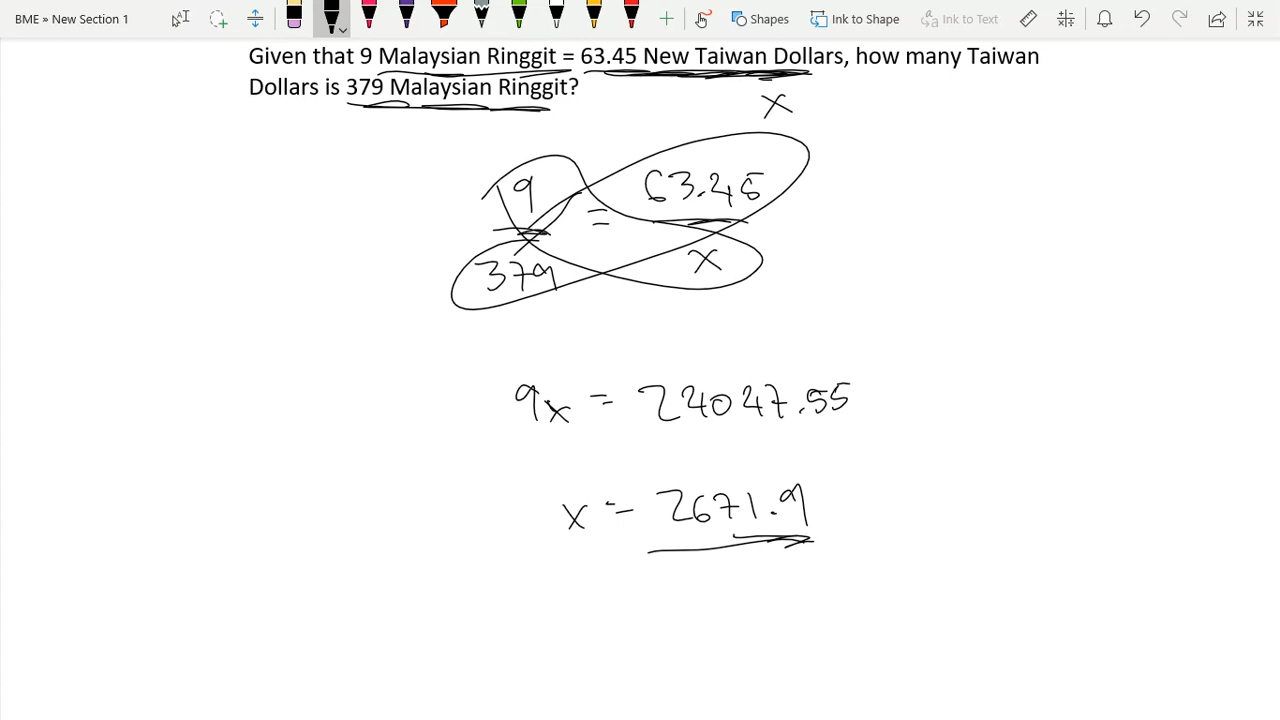 BME » New Section 1
Shapes
Ink to Shape
Ink to Text
Given that 9 Malaysian Ringgit = 63.45 New Taiwan Dollars, how many Taiwan
Dollars is 379 Malaysian Ringgit?
x
9 = 63.45
379 x
9x = 24047.55
x = 2671.9